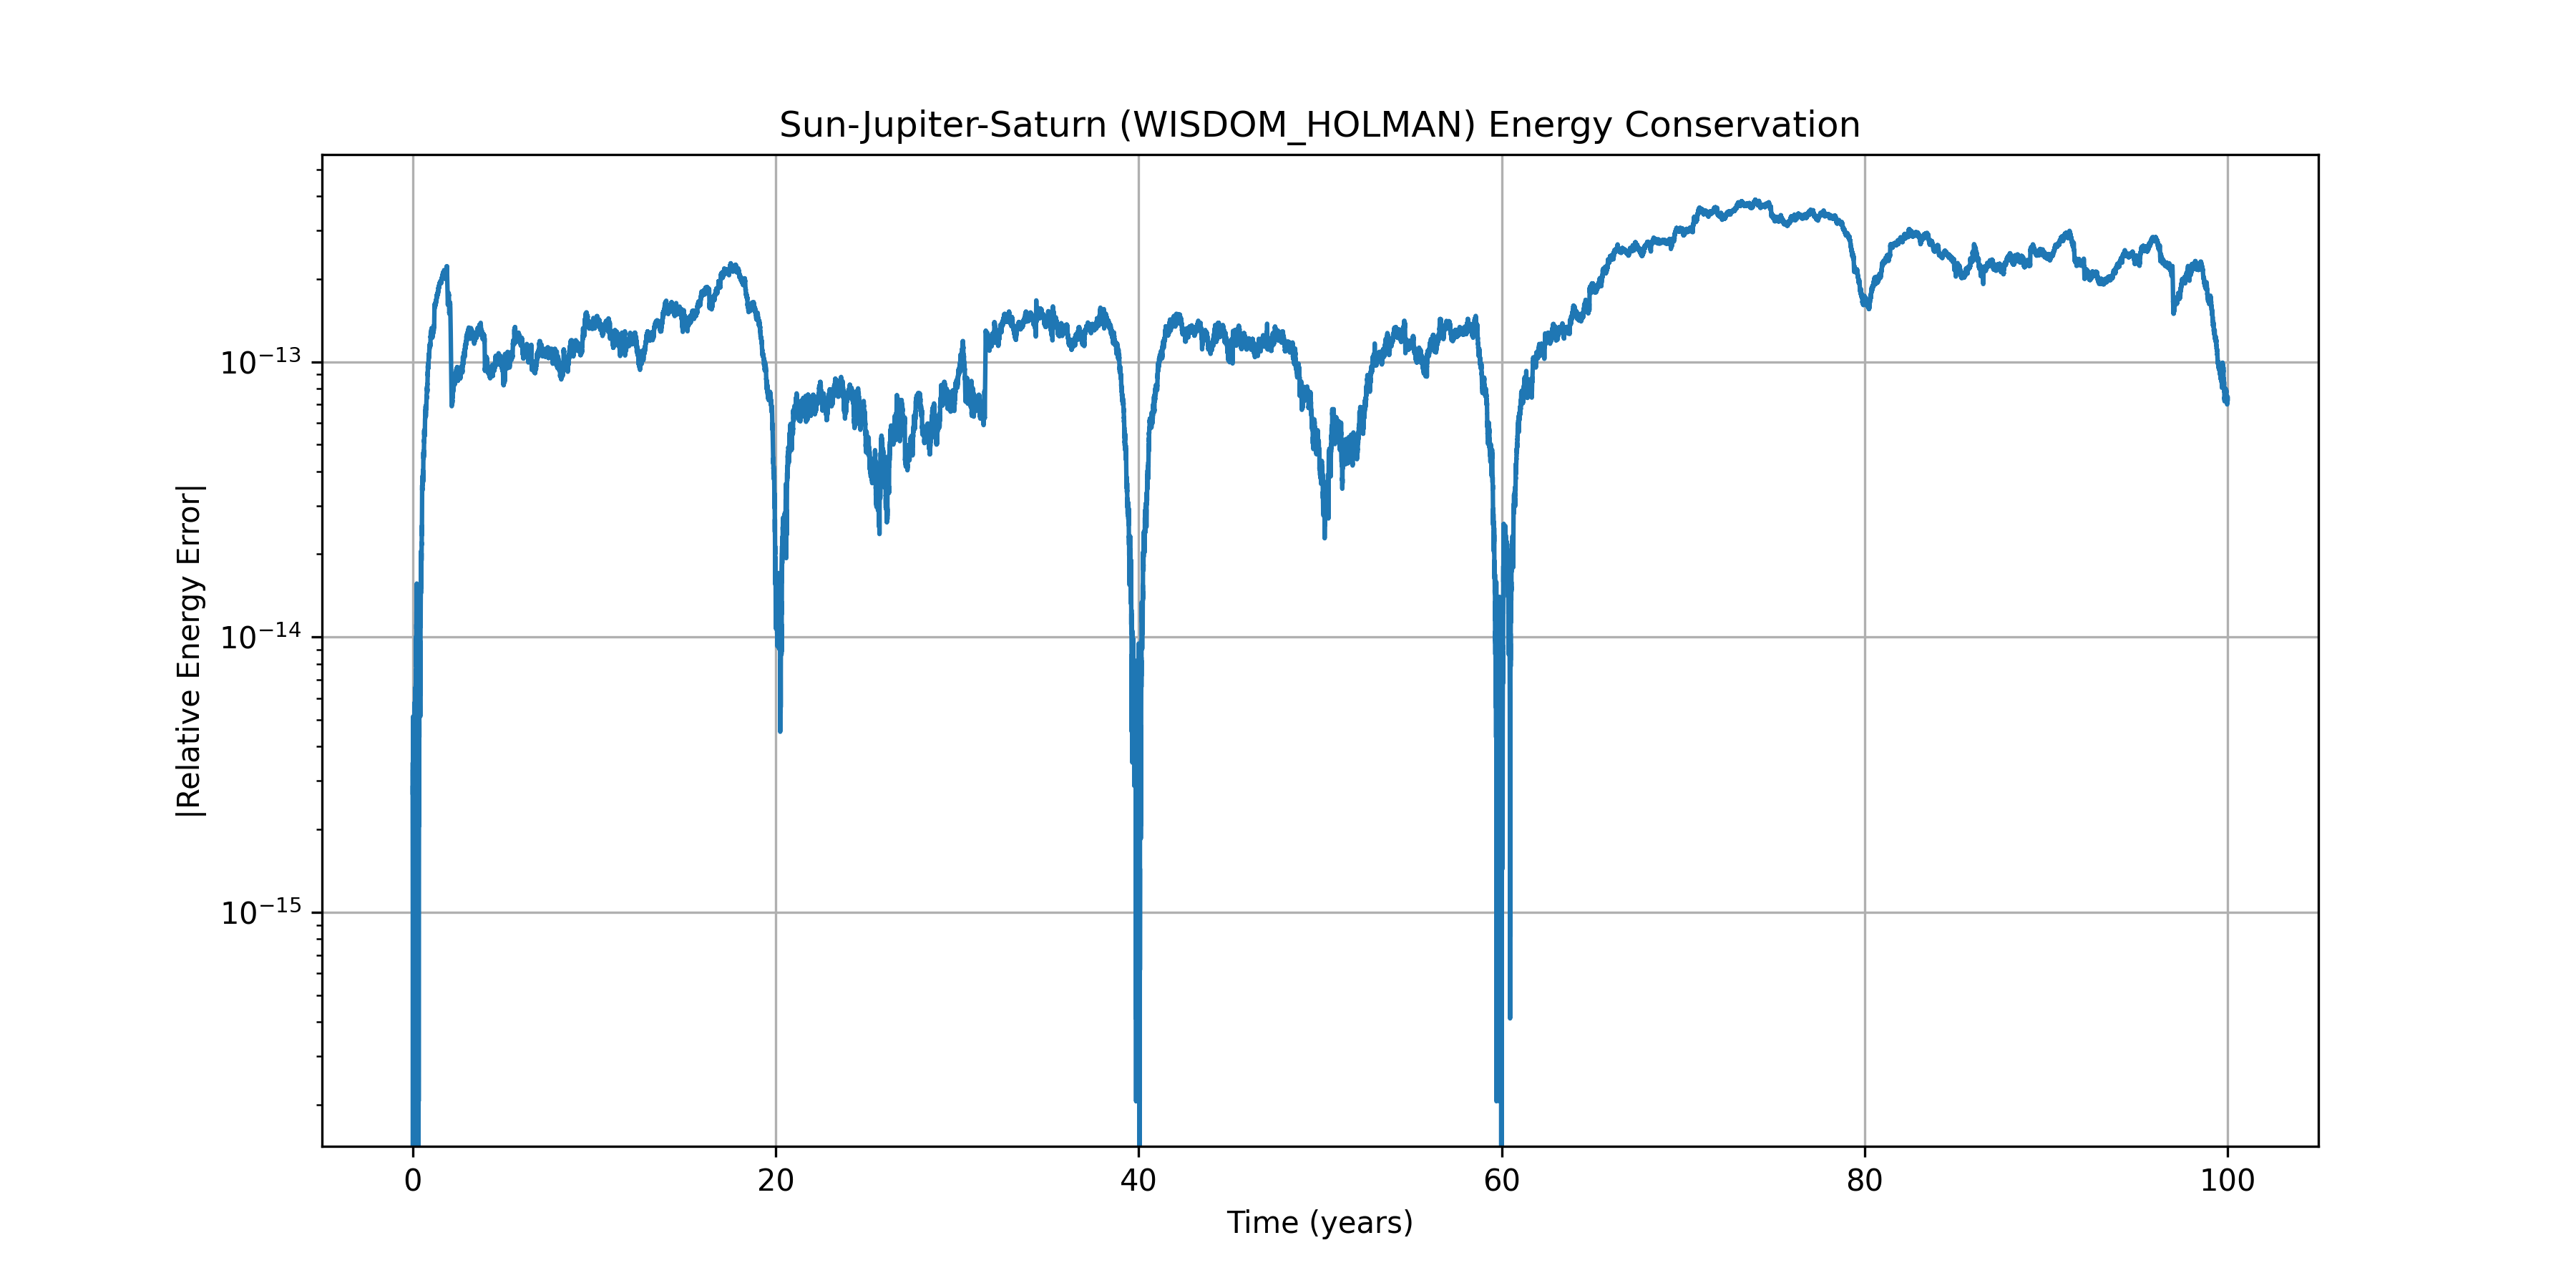 Sun-Jupiter-Saturn (WISDOM_HOLMAN) Energy Conservation
|Relative Energy Error|
10⁻¹³
10⁻¹⁴
10⁻¹⁵
0 20 40 60 80 100
Time (years)